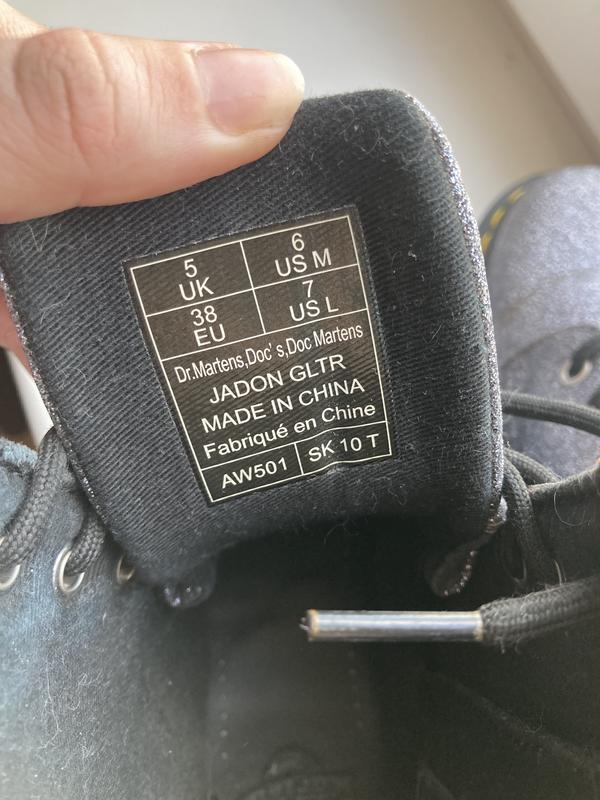 5 6
UK US M
38 7
EU US L
Dr.Martens,Doc's,Doc Martens
JADON GLTR
MADE IN CHINA
Fabriqué en Chine
AW501 SK 10 T